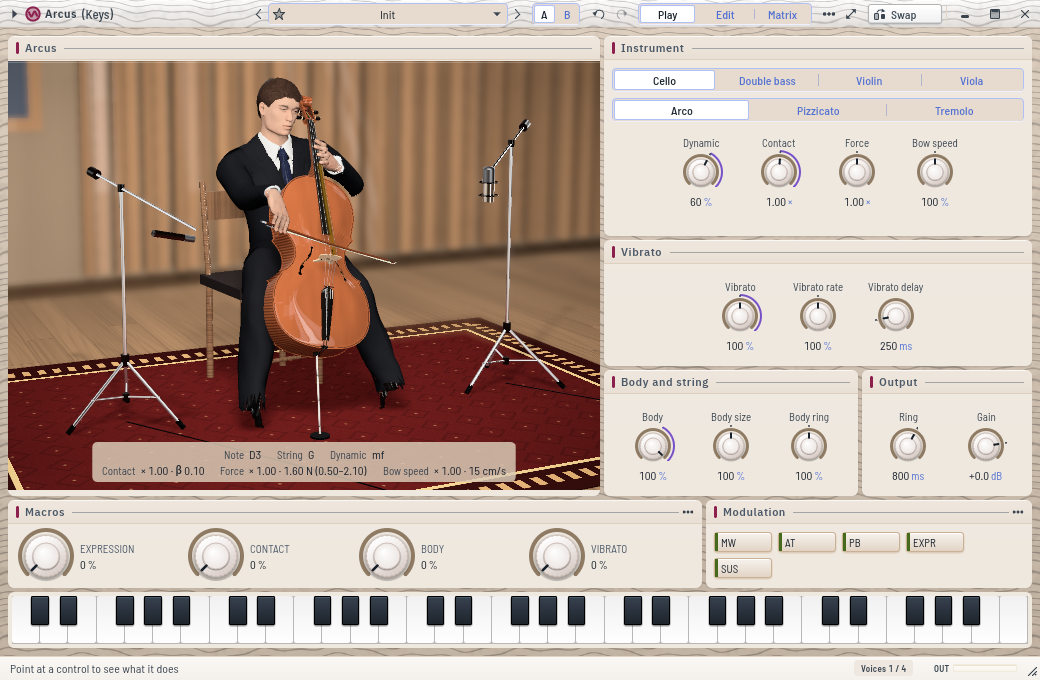 Arcus (Keys)
Init
A B
Play Edit Matrix
Swap
Arcus
Instrument
Cello Double bass Violin Viola
Arco Pizzicato Tremolo
Dynamic Contact Force Bow speed
60 % 1.00 × 1.00 × 100 %
Vibrato
Vibrato Vibrato rate Vibrato delay
100 % 100 % 250 ms
Body and string
Body Body size Body ring
100 % 100 % 100 %
Output
Ring Gain
800 ms +0.0 dB
Note D3 String G Dynamic mf
Contact × 1.00 · β 0.10 Force × 1.00 · 1.60 N (0.50–2.10) Bow speed × 1.00 · 15 cm/s
Macros
EXPRESSION
0 %
CONTACT
0 %
BODY
0 %
VIBRATO
0 %
Modulation
MW AT PB EXPR
SUS
Point at a control to see what it does
Voices 1 / 4
OUT